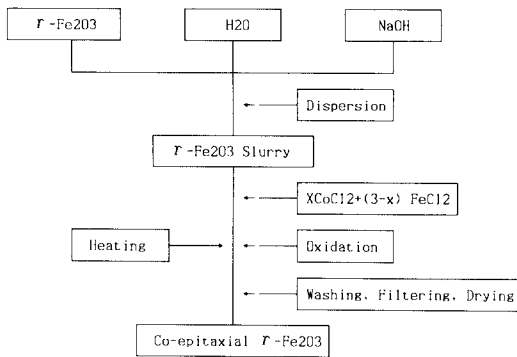 r-Fe2O3
H2O
NaOH
Dispersion
r-Fe2O3 Slurry
XCoCl2+(3-x) FeCl2
Heating
Oxidation
Washing, Filtering, Drying
Co-epitaxial r-Fe2O3